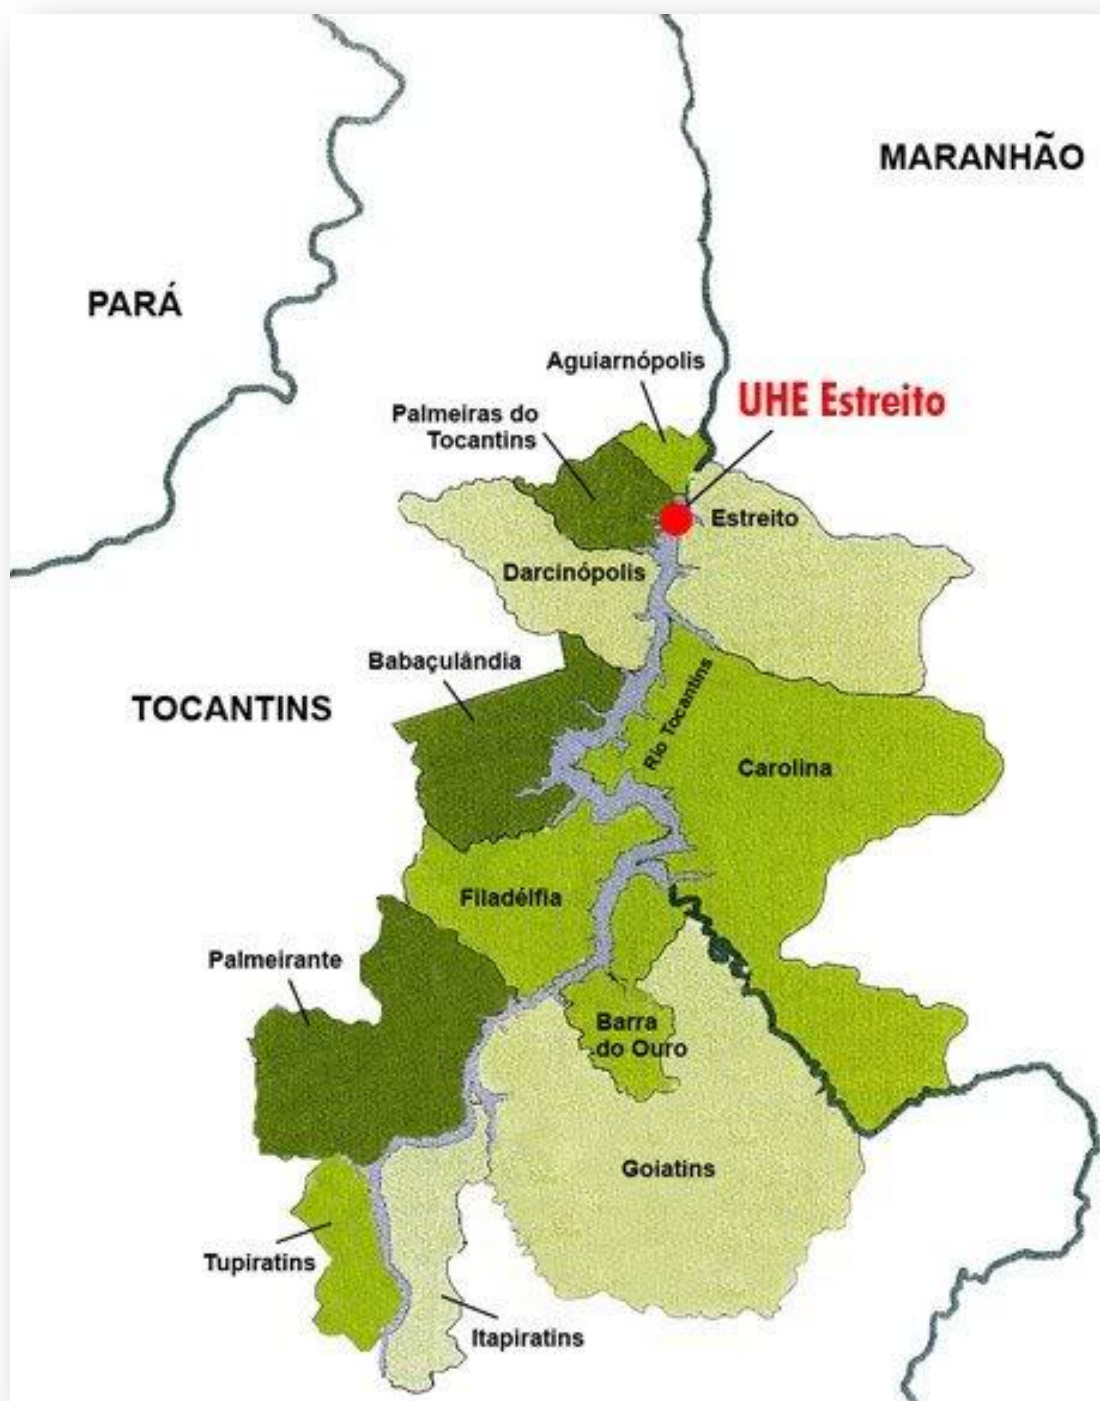 MARANHÃO
PARÁ
Aguiarnópolis
UHE Estreito
Palmeiras do
Tocantins
Estreito
Darcinópolis
Babaçulândia
TOCANTINS
Rio Tocantins
Carolina
Filadélfia
Palmeirante
Barra
do Ouro
Goiatins
Tupiratins
Itapiratins